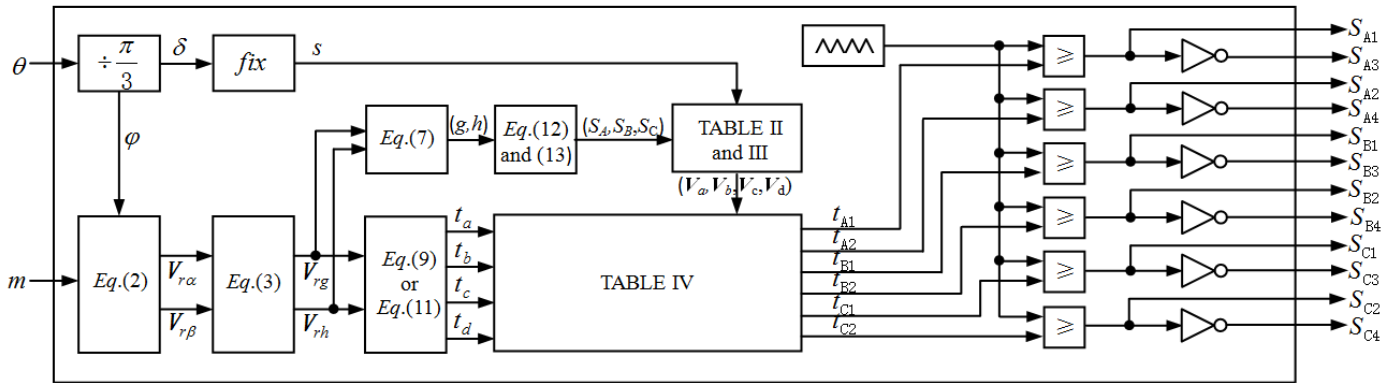 θ
÷ π/3
δ
fix
s
φ
m
Eq.(2)
V_rα
V_rβ
Eq.(3)
V_rg
V_rh
Eq.(7)
(g,h)
Eq.(12)
and (13)
(S_A,S_B,S_C)
TABLE II
and III
(V_a,V_b,V_c,V_d)
Eq.(9)
or
Eq.(11)
t_a
t_b
t_c
t_d
TABLE IV
t_A1
t_A2
t_B1
t_B2
t_C1
t_C2
≥
≥
≥
≥
≥
≥
S_A1
S_A3
S_A2
S_A4
S_B1
S_B3
S_B2
S_B4
S_C1
S_C3
S_C2
S_C4